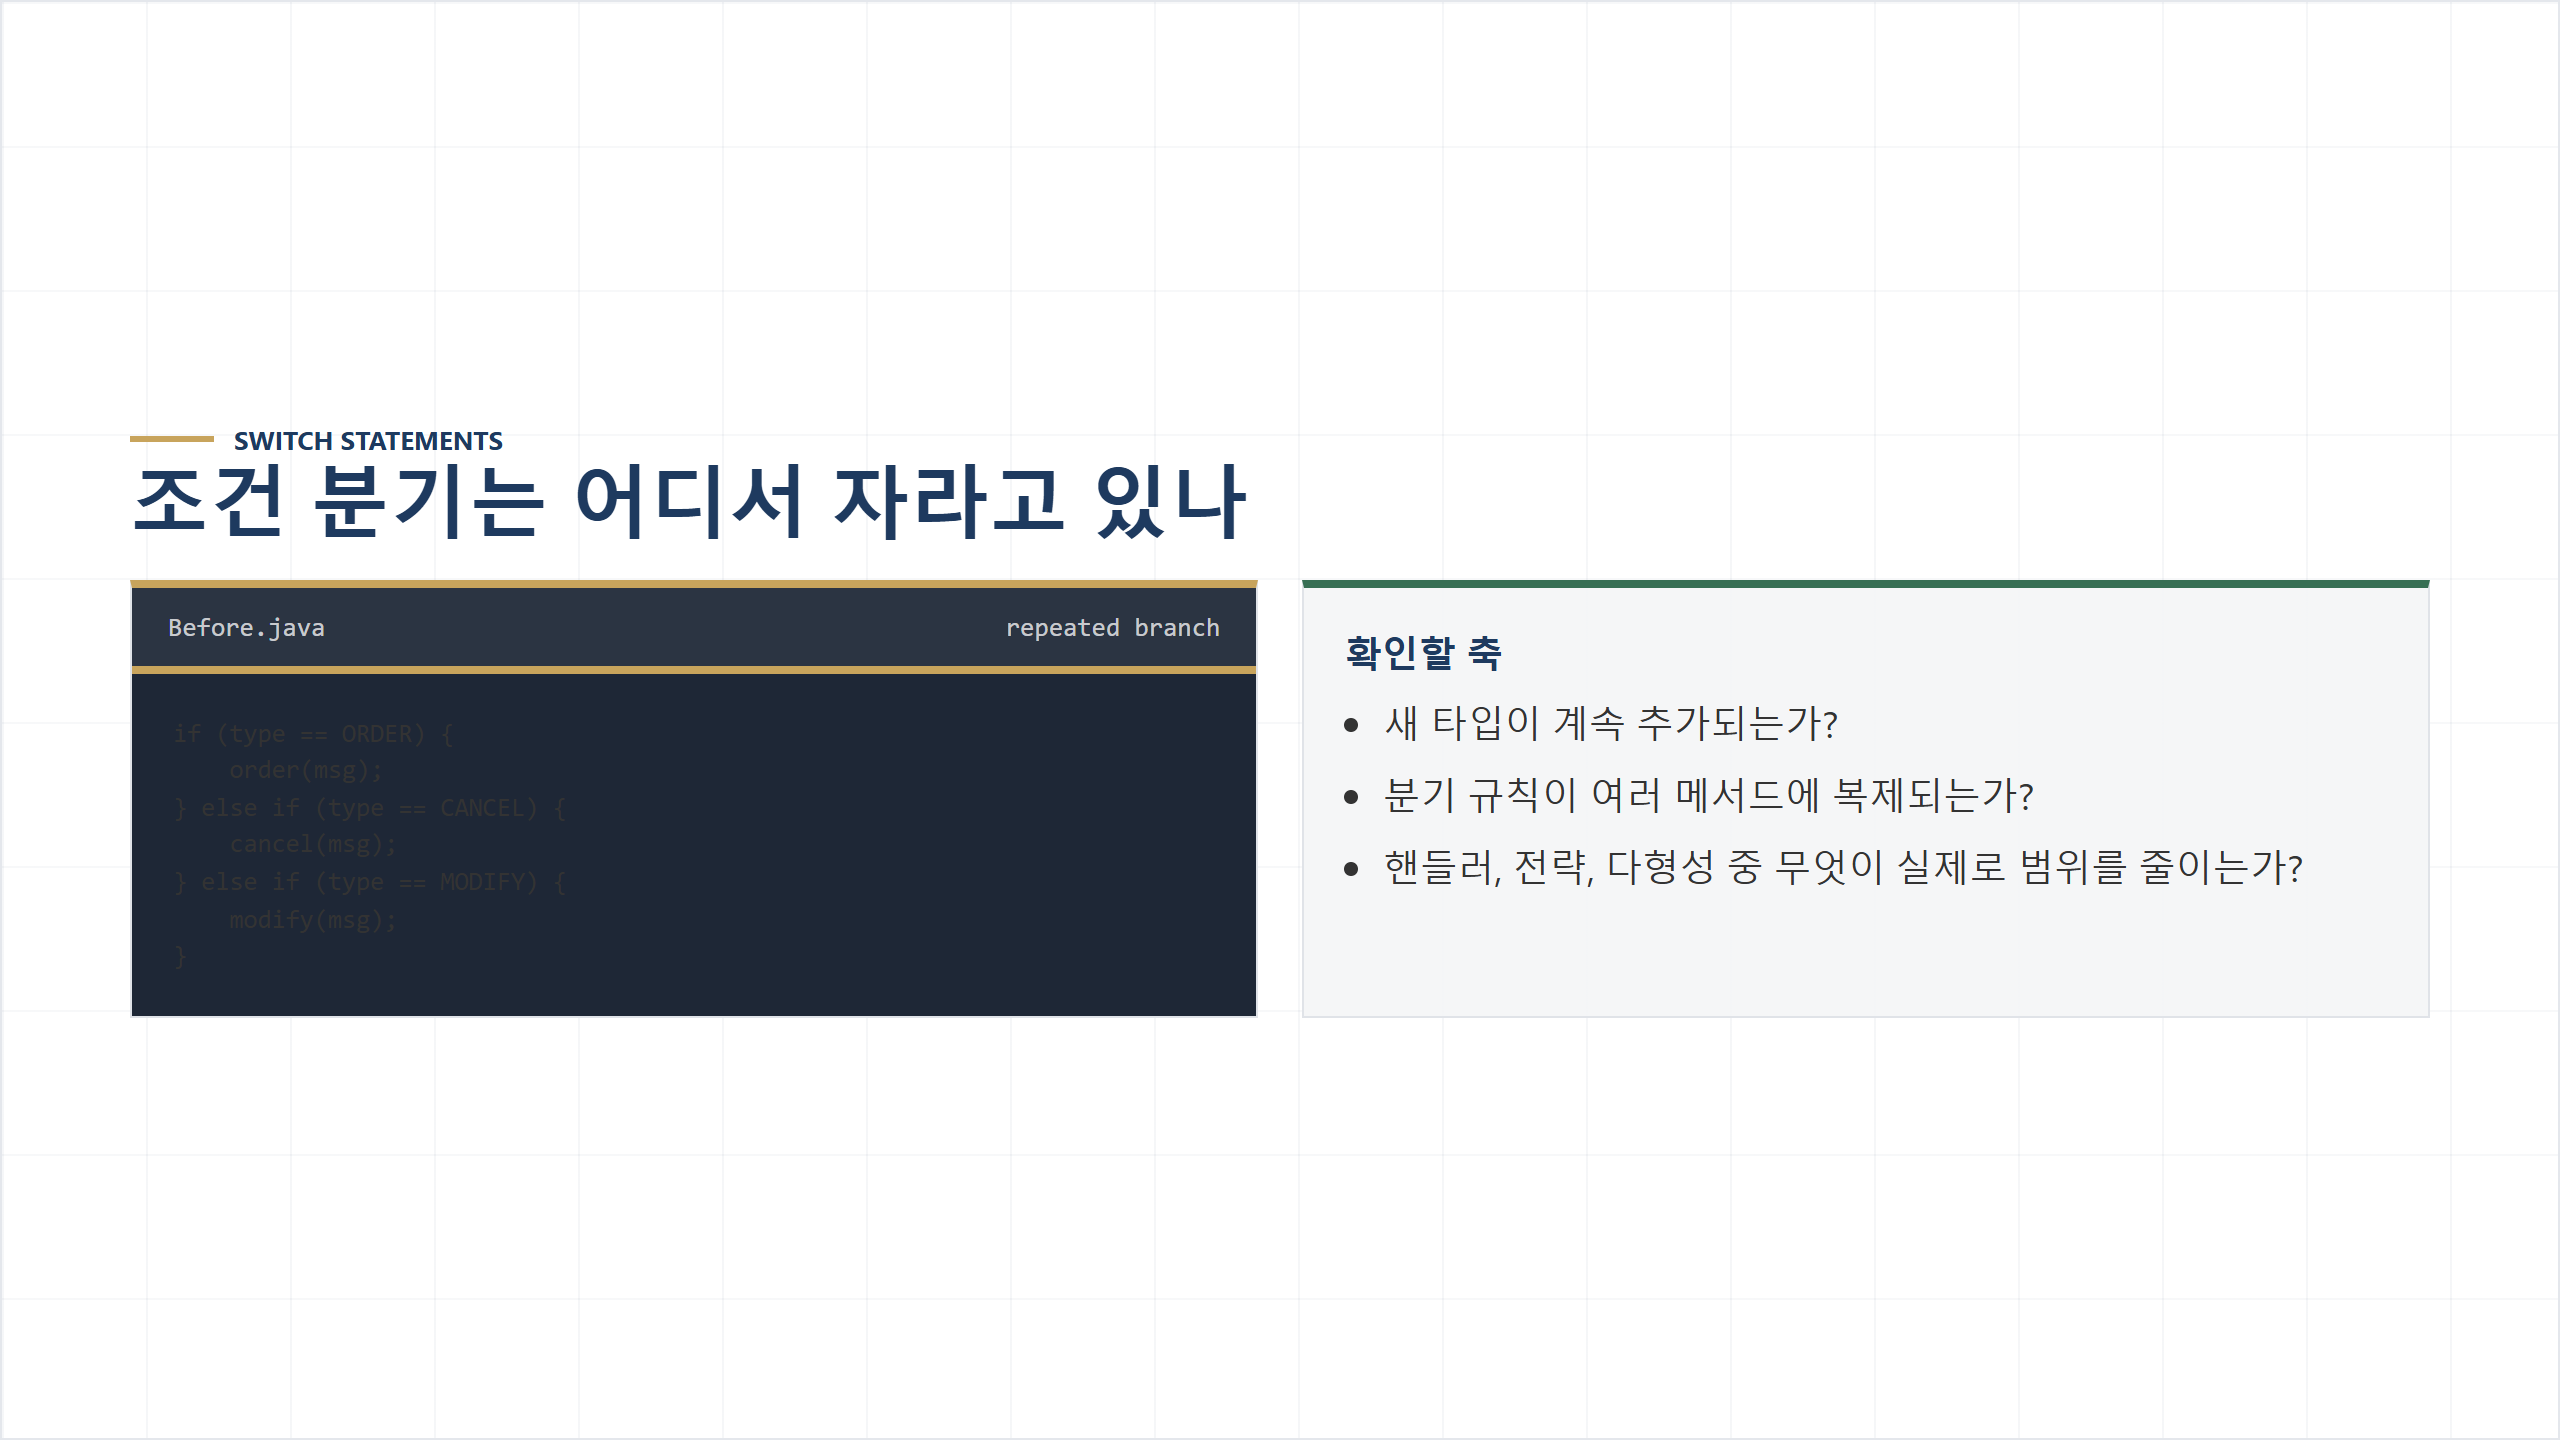 SWITCH STATEMENTS
조건 분기는 어디서 자라고 있나
Before.java
repeated branch
if (type == ORDER) {
    order(msg);
} else if (type == CANCEL) {
    cancel(msg);
} else if (type == MODIFY) {
    modify(msg);
}
확인할 축
• 새 타입이 계속 추가되는가?
• 분기 규칙이 여러 메서드에 복제되는가?
• 핸들러, 전략, 다형성 중 무엇이 실제로 범위를 줄이는가?